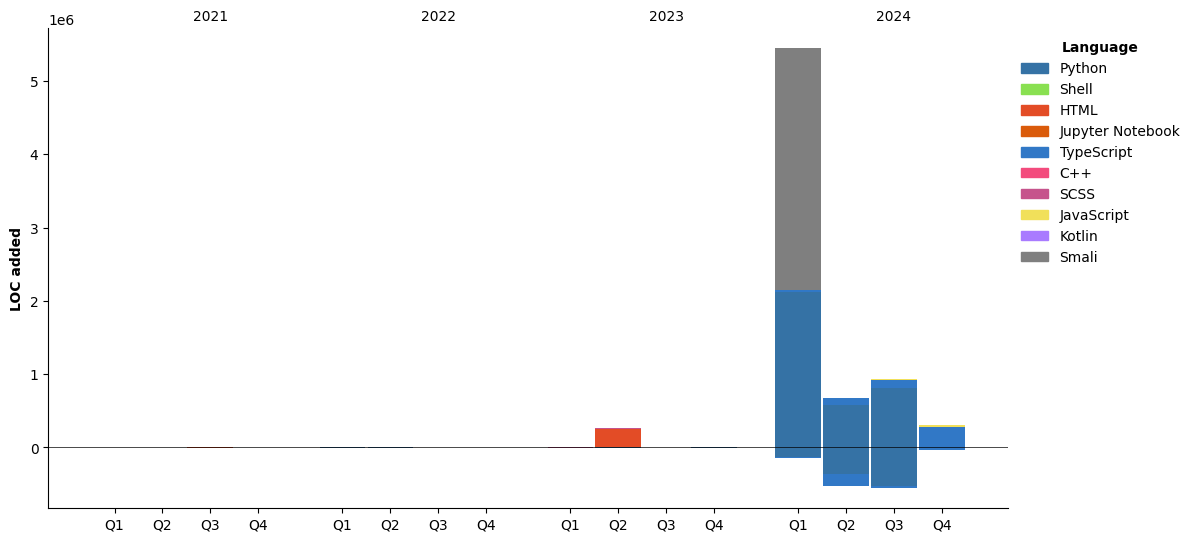 1e6
2021 2022 2023 2024
LOC added
5
4
3
2
1
0
Q1 Q2 Q3 Q4 Q1 Q2 Q3 Q4 Q1 Q2 Q3 Q4 Q1 Q2 Q3 Q4
Language
Python
Shell
HTML
Jupyter Notebook
TypeScript
C++
SCSS
JavaScript
Kotlin
Smali